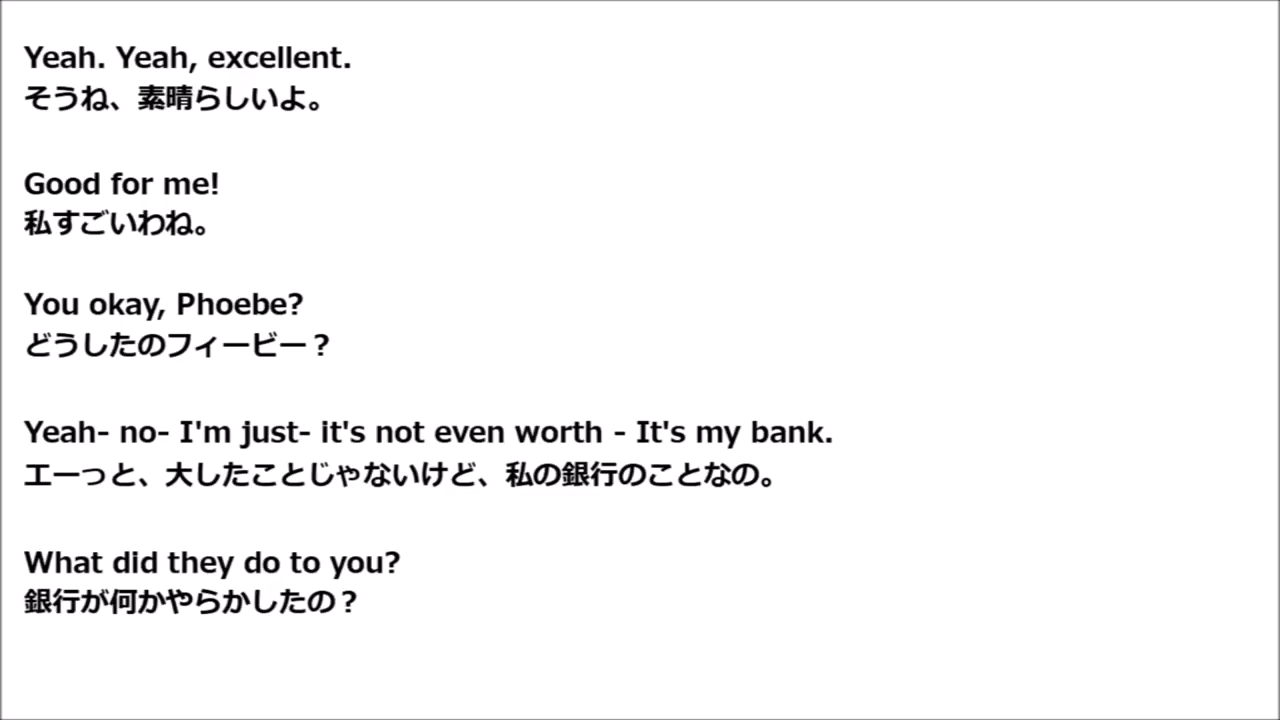 Yeah. Yeah, excellent.
そうね、素晴らしいよ。
Good for me!
私すごいわね。
You okay, Phoebe?
どうしたのフィービー？
Yeah- no- I'm just- it's not even worth - It's my bank.
エーっと、大したことじゃないけど、私の銀行のことなの。
What did they do to you?
銀行が何かやらかしたの？